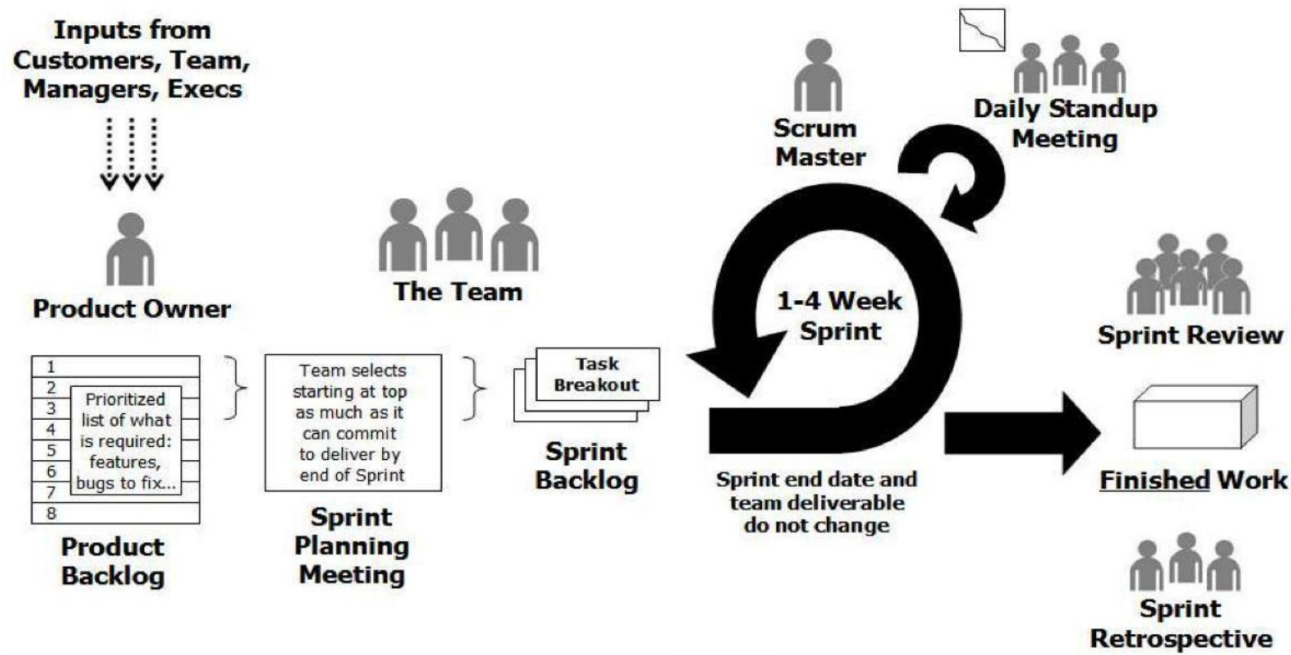 Inputs from
Customers, Team,
Managers, Execs
Product Owner
The Team
Scrum
Master
Daily Standup
Meeting
1
2
3
4
5
6
7
8
Prioritized
list of what
is required:
features,
bugs to fix...
Product
Backlog
Team selects
starting at top
as much as it
can commit
to deliver by
end of Sprint
Sprint
Planning
Meeting
Task
Breakout
Sprint
Backlog
1-4 Week
Sprint
Sprint end date and
team deliverable
do not change
Sprint Review
Finished Work
Sprint
Retrospective